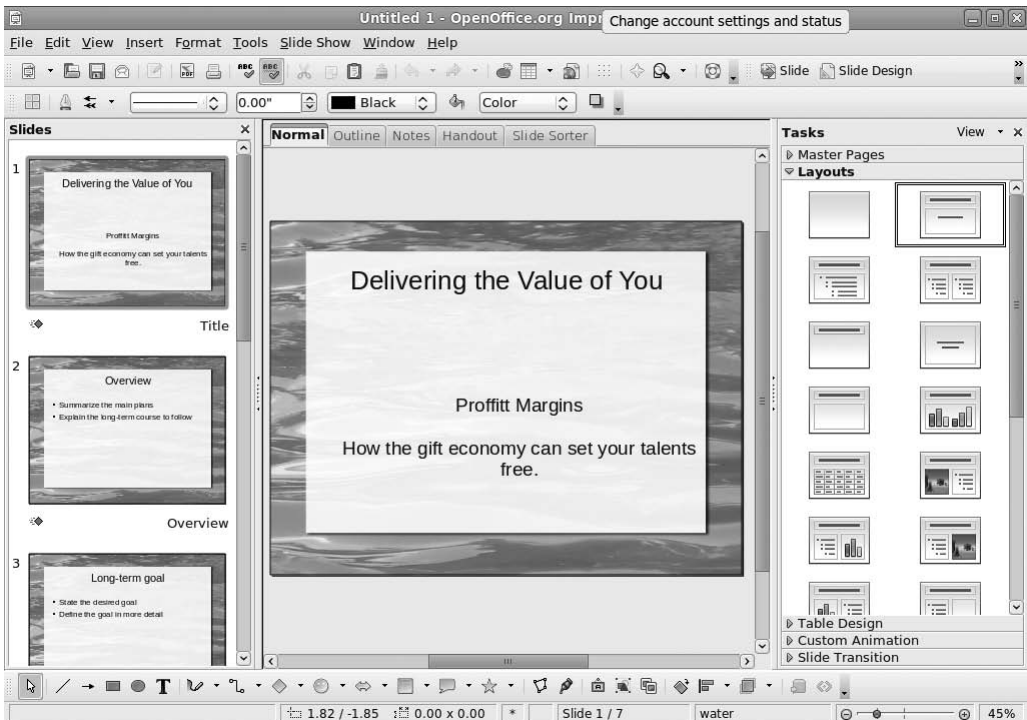 Untitled 1 - OpenOffice.org Impr
Change account settings and status
File Edit View Insert Format Tools Slide Show Window Help
Slide Slide Design
0.00" Black Color
Slides
Normal Outline Notes Handout Slide Sorter
Tasks View
1
Delivering the Value of You
Proffitt Margins
How the gift economy can set your talents
free.
Title
2
Overview
• Summarize the main plans
• Explain the long-term course to follow
Overview
3
Long-term goal
• State the desired goal
• Define the goal in more detail
Delivering the Value of You
Proffitt Margins
How the gift economy can set your talents
free.
Master Pages
Layouts
Table Design
Custom Animation
Slide Transition
1.82 / -1.85 0.00 x 0.00 * Slide 1 / 7 water 45%